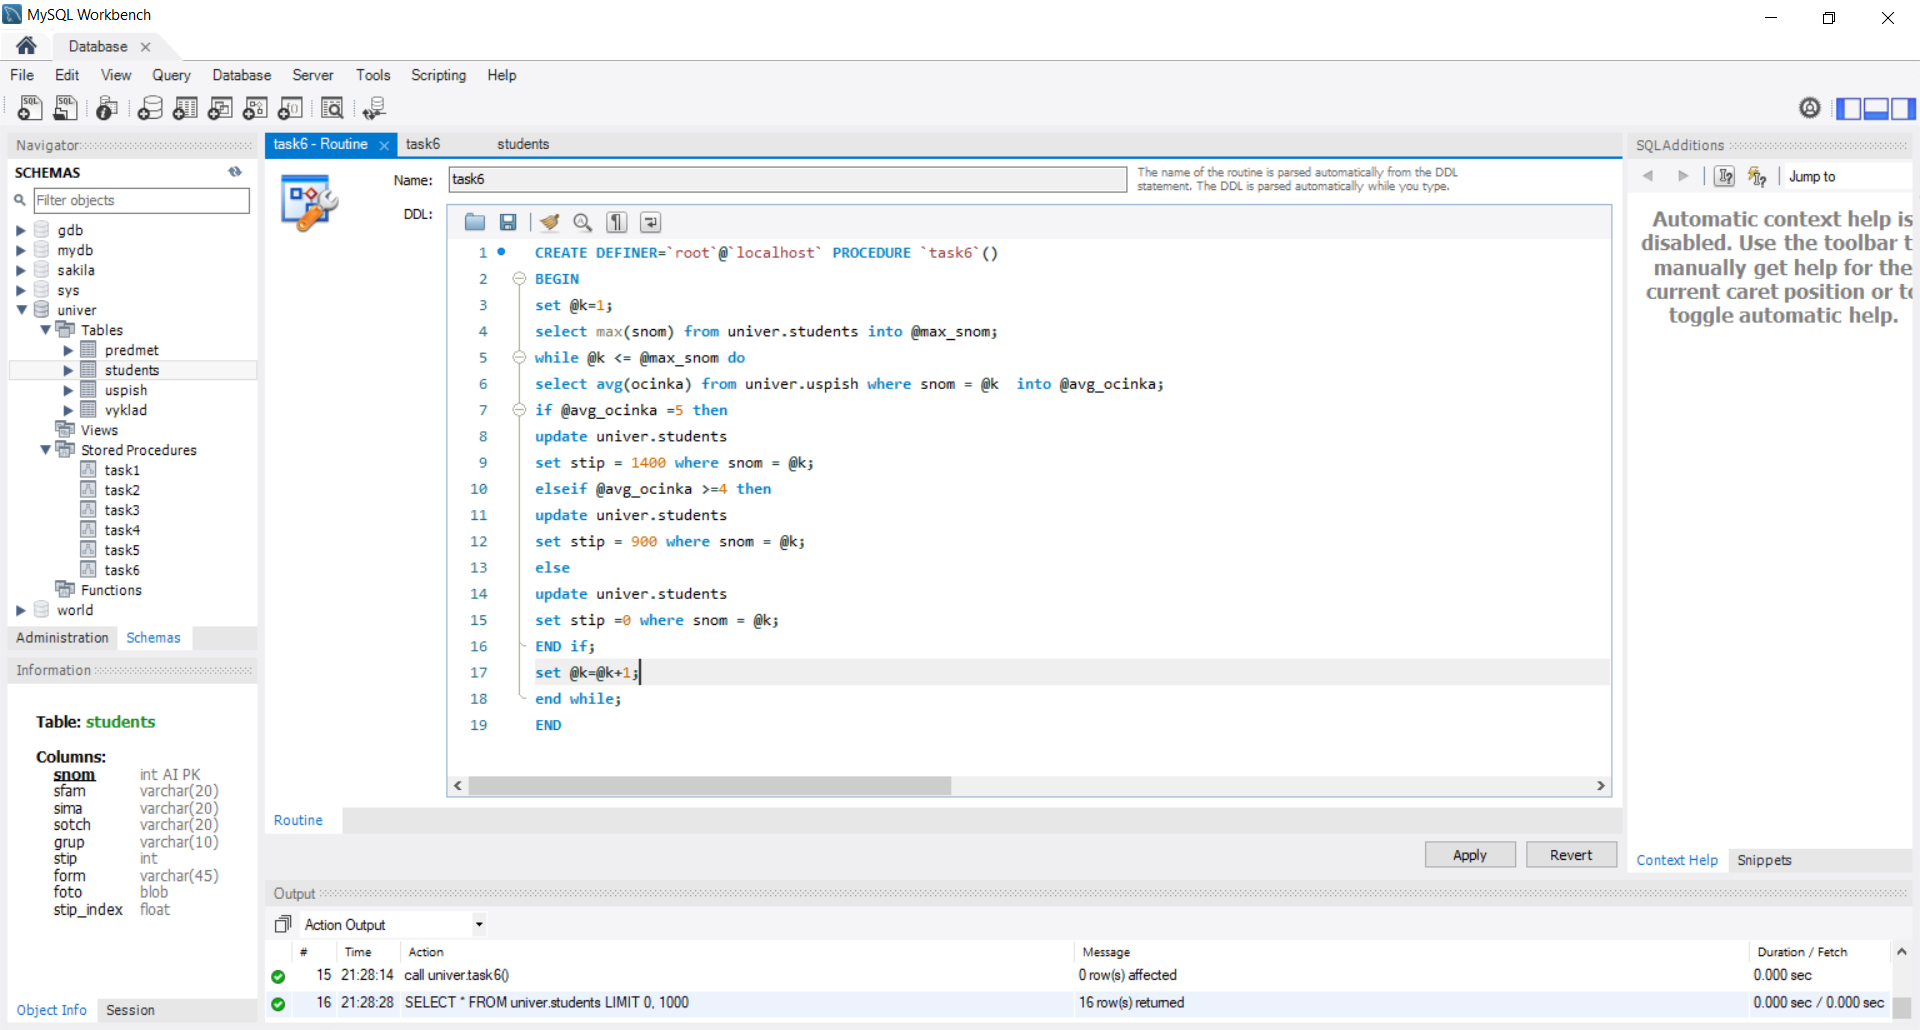 MySQL Workbench
Database
File Edit View Query Database Server Tools Scripting Help
Navigator
SCHEMAS
Filter objects
gdb
mydb
sakila
sys
univer
Tables
predmet
students
uspish
vyklad
Views
Stored Procedures
task1
task2
task3
task4
task5
task6
Functions
world
Administration Schemas
Information
Table: students
Columns:
snom int AI PK
sfam varchar(20)
sima varchar(20)
sotch varchar(20)
grup varchar(10)
stip int
form varchar(45)
foto blob
stip_index float
Object Info Session
task6 - Routine task6 students
Name: task6
The name of the routine is parsed automatically from the DDL
statement. The DDL is parsed automatically while you type.
DDL:
1 CREATE DEFINER=`root`@`localhost` PROCEDURE `task6`()
2 BEGIN
3 set @k=1;
4 select max(snom) from univer.students into @max_snom;
5 while @k <= @max_snom do
6 select avg(ocinka) from univer.uspish where snom = @k  into @avg_ocinka;
7 if @avg_ocinka =5 then
8 update univer.students
9 set stip = 1400 where snom = @k;
10 elseif @avg_ocinka >=4 then
11 update univer.students
12 set stip = 900 where snom = @k;
13 else
14 update univer.students
15 set stip =0 where snom = @k;
16 END if;
17 set @k=@k+1;
18 end while;
19 END
Routine
Apply Revert
Output
Action Output
# Time Action Message Duration / Fetch
15 21:28:14 call univer.task6() 0 row(s) affected 0.000 sec
16 21:28:28 SELECT * FROM univer.students LIMIT 0, 1000 16 row(s) returned 0.000 sec / 0.000 sec
SQLAdditions
Jump to
Automatic context help is
disabled. Use the toolbar t
manually get help for the
current caret position or to
toggle automatic help.
Context Help Snippets